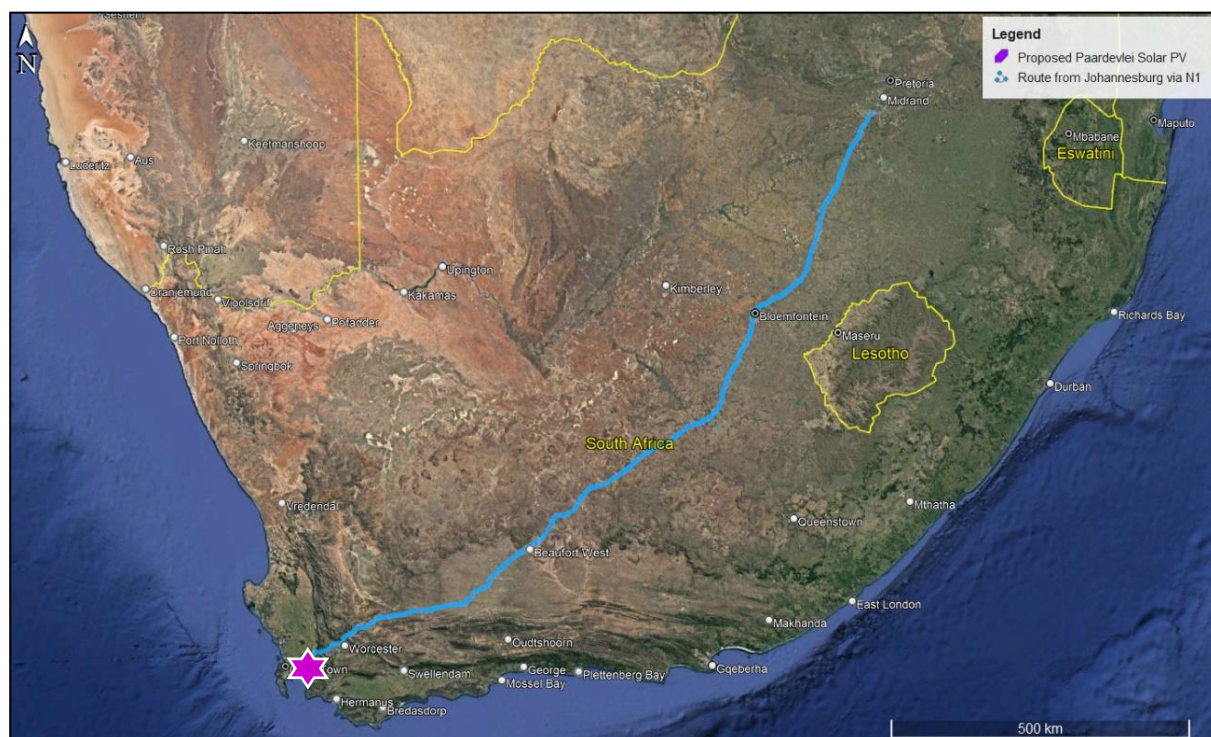 Seshem
N
Legend
Proposed Paardevlei Solar PV
Route from Johannesburg via N1
Pretoria
Midrand
Mbabane
Maputo
Eswatini
Keetmanshoop
Luderitz
Aus
Rosh Pinah
Oranjemund
Vioolsdrif
Upington
Kakamas
Kimberley
Aggeneys
Pofadder
Port Nolloth
Springbok
Bloemfontein
Maseru
Lesotho
Richards Bay
Durban
South Africa
Vredendal
Queenstown
Mthatha
Beaufort West
East London
Makhanda
Worcester
Oudtshoorn
Gqeberha
own
Swellendam
George
Plettenberg Bay
Mossel Bay
Hermanus
Bredasdorp
500 km